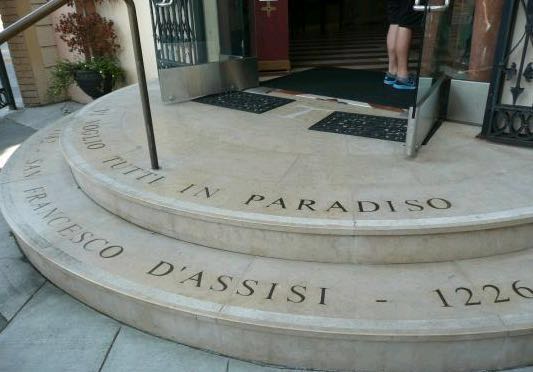 VOGLIO TUTTI IN PARADISO
SAN FRANCESCO D'ASSISI - 1226